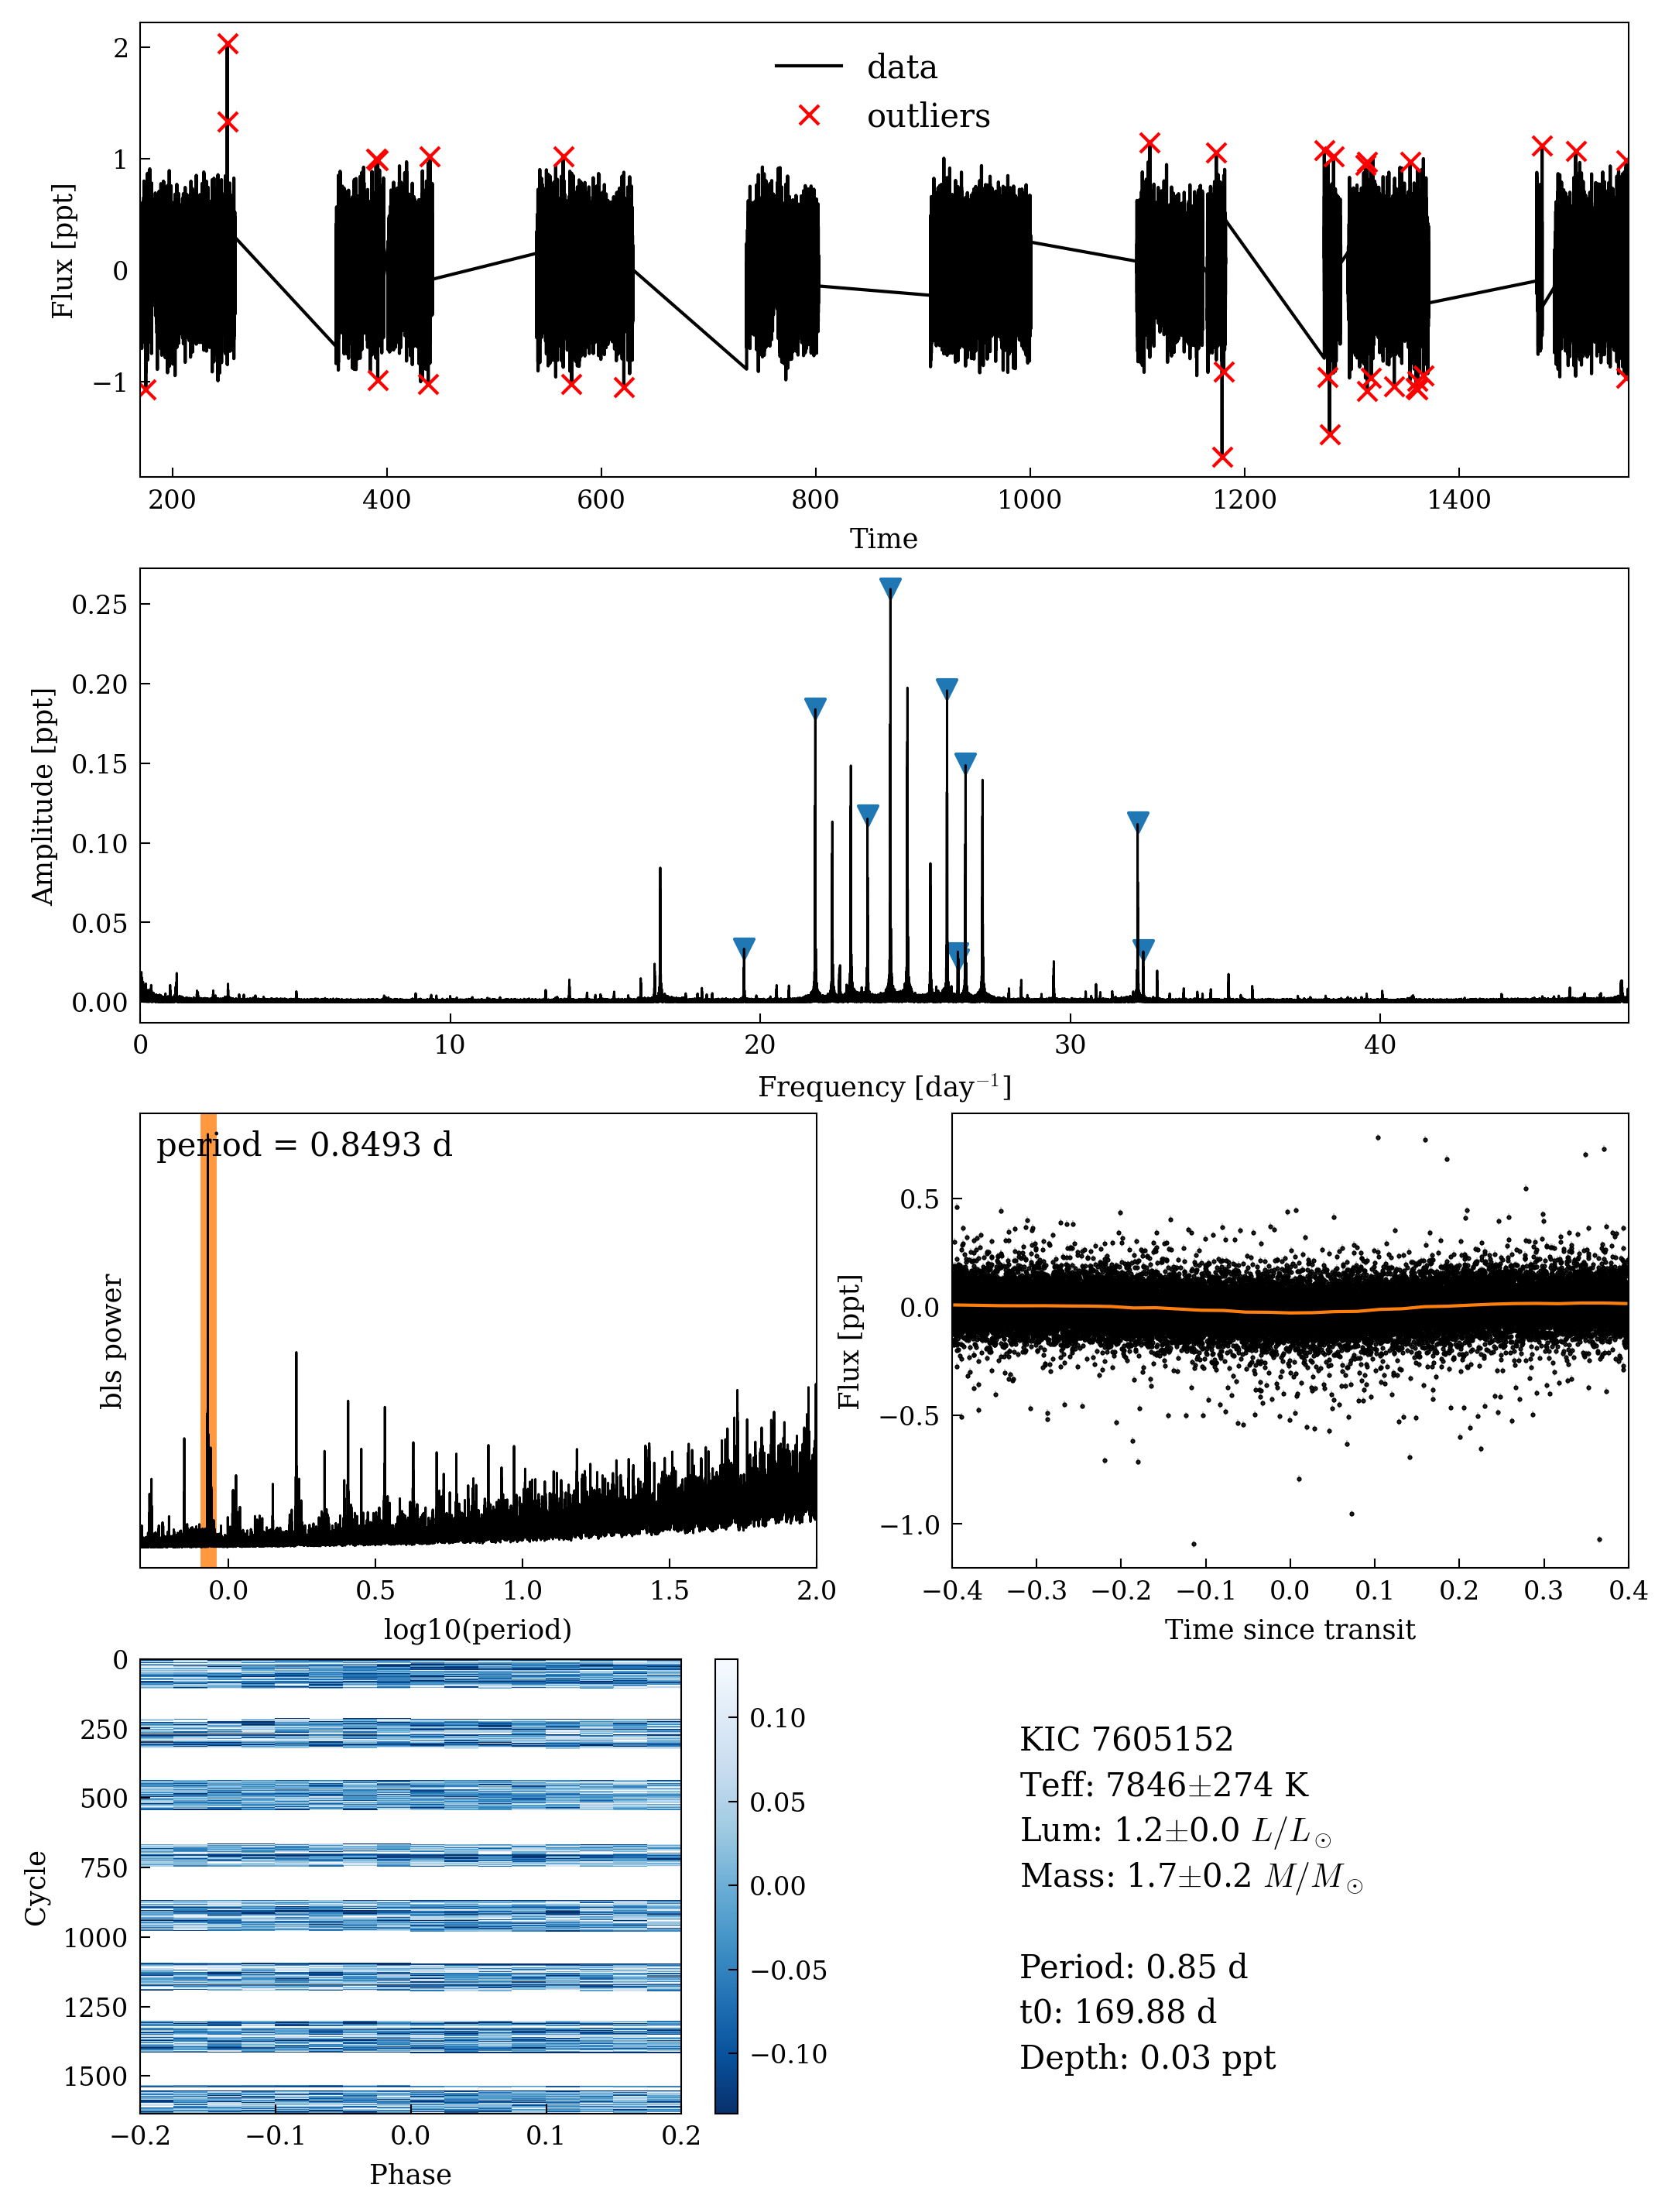 2
1
0
−1
Flux [ppt]
data
outliers
200 400 600 800 1000 1200 1400
Time
0.25
0.20
0.15
0.10
0.05
0.00
Amplitude [ppt]
0 10 20 30 40
Frequency [day⁻¹]
period = 0.8493 d
bls power
0.0 0.5 1.0 1.5 2.0
log10(period)
0.5
0.0
−0.5
−1.0
Flux [ppt]
−0.4 −0.3 −0.2 −0.1 0.0 0.1 0.2 0.3 0.4
Time since transit
0
250
500
750
1000
1250
1500
Cycle
−0.2 −0.1 0.0 0.1 0.2
Phase
0.10
0.05
0.00
−0.05
−0.10
KIC 7605152
Teff: 7846±274 K
Lum: 1.2±0.0 L/L⊙
Mass: 1.7±0.2 M/M⊙
Period: 0.85 d
t0: 169.88 d
Depth: 0.03 ppt